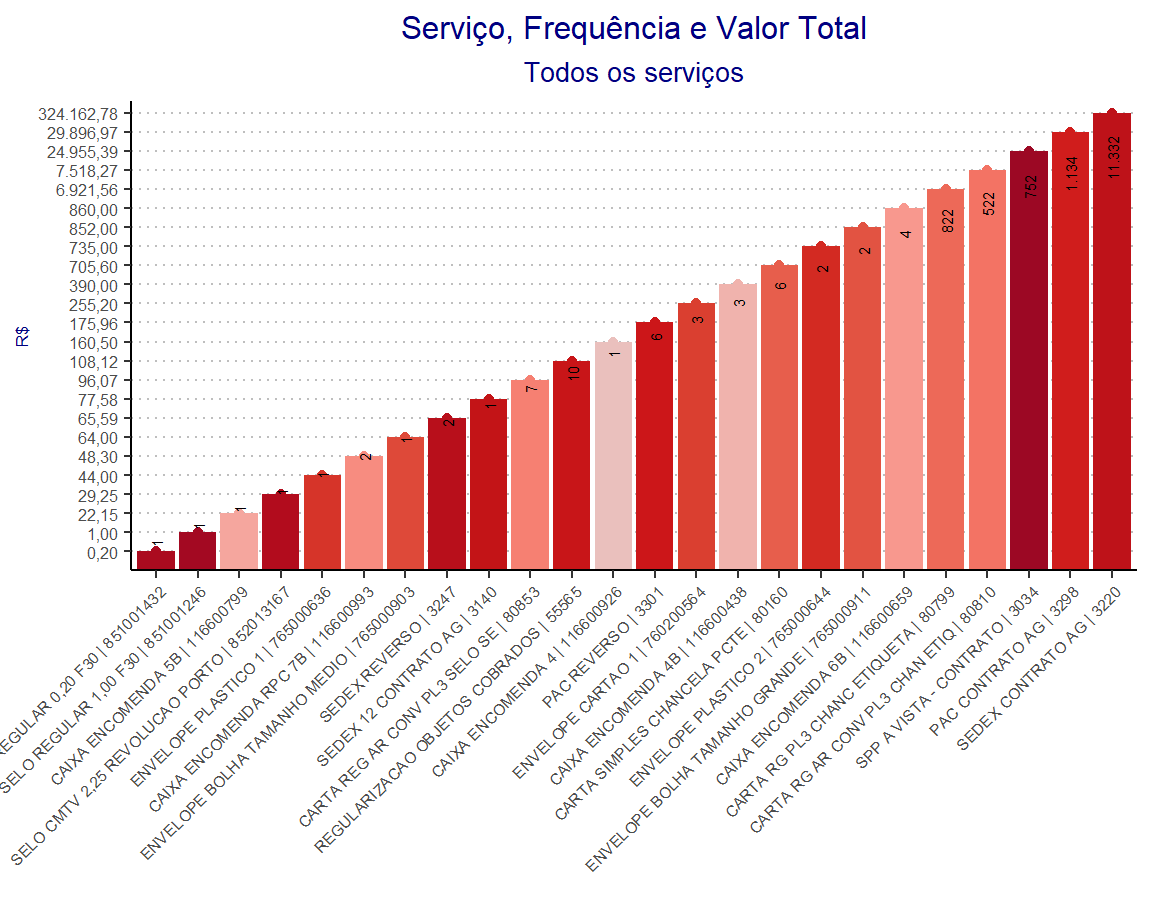 Serviço, Frequência e Valor Total
Todos os serviços
R$
324.162,78
29.896,97
24.955,39
7.518,27
6.921,56
860,00
852,00
735,00
705,60
390,00
255,20
175,96
160,50
108,12
96,07
77,58
65,59
64,00
48,30
44,00
29,25
22,15
1,00
0,20
1
1
1
1
1
2
1
2
1
7
10
1
6
3
3
6
2
2
4
822
522
752
1.134
11.332
REGULAR 0,20 F30 | 851001432
SELO REGULAR 1,00 F30 | 851001246
CAIXA ENCOMENDA 5B | 116600799
SELO CMTV 2,25 REVOLUCAO PORTO | 852013167
ENVELOPE PLASTICO 1 | 765000636
CAIXA ENCOMENDA RPC 7B | 116600993
ENVELOPE BOLHA TAMANHO MEDIO | 765000903
SEDEX REVERSO | 3247
SEDEX 12 CONTRATO AG | 3140
CARTA REG AR CONV PL3 SELO SE | 80853
REGULARIZACAO OBJETOS COBRADOS | 55565
CAIXA ENCOMENDA 4 | 116600926
PAC REVERSO | 3301
ENVELOPE CARTAO 1 | 760200564
CAIXA ENCOMENDA 4B | 116600438
CARTA SIMPLES CHANCELA PCTE | 80160
ENVELOPE PLASTICO 2 | 765000644
ENVELOPE BOLHA TAMANHO GRANDE | 765000911
CAIXA ENCOMENDA 6B | 116600659
CARTA RG PL3 CHANC ETIQUETA | 80799
CARTA RG AR CONV PL3 CHAN ETIQ | 80810
SPP A VISTA - CONTRATO | 3034
PAC CONTRATO AG | 3298
SEDEX CONTRATO AG | 3220